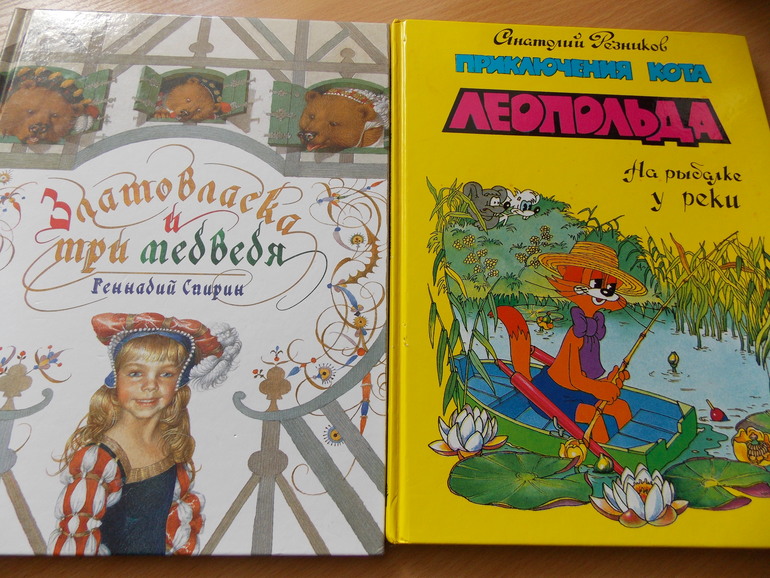 Златовласка
и
три медведя
Геннадий Спирин
Анатолий Резников
ПРИКЛЮЧЕНИЯ КОТА
ЛЕОПОЛЬДА
На рыбалке
у реки